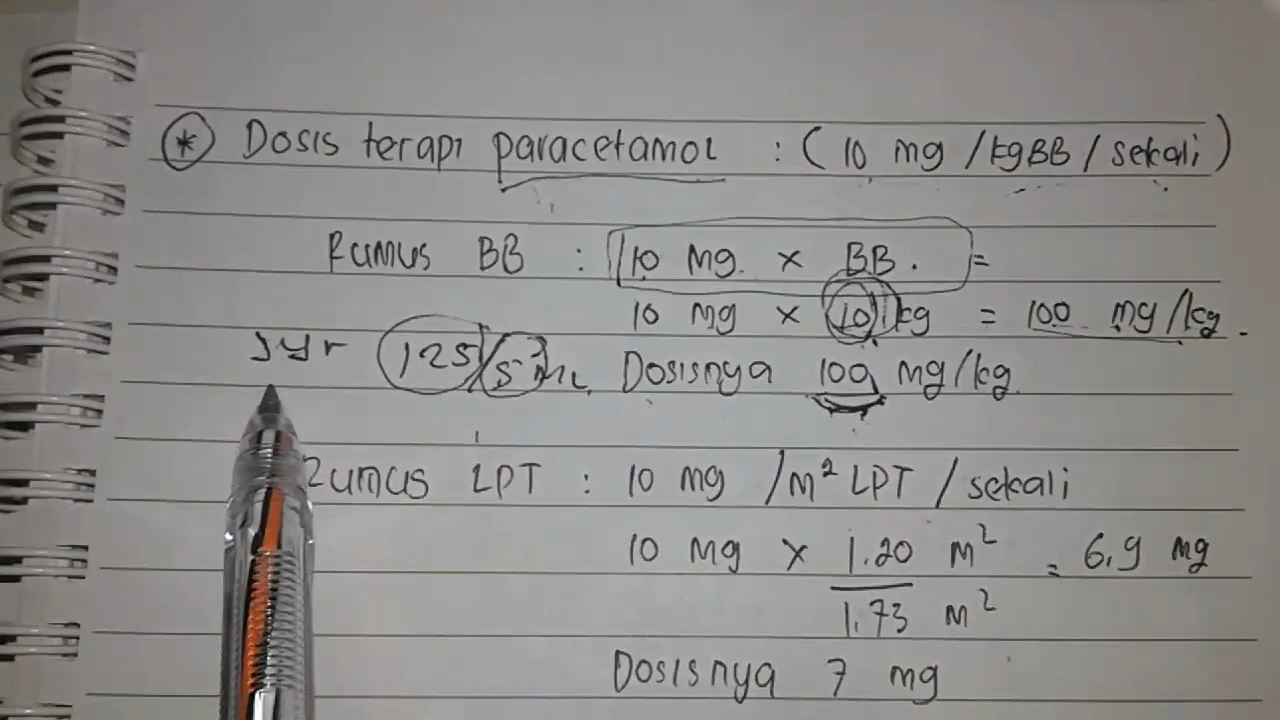 * Dosis terapi paracetamol : (10 mg /kgBB / sekali)
Rumus BB : 10 Mg. x BB. =
10 mg x 10 kg = 100 mg/kg.
syr 125/5 mL Dosisnya 100 mg/kg.
Rumus LPT : 10 mg /m² LPT / sekali
10 Mg x 1.20 m² = 6,9 mg
1.73 m²
Dosisnya 7 mg